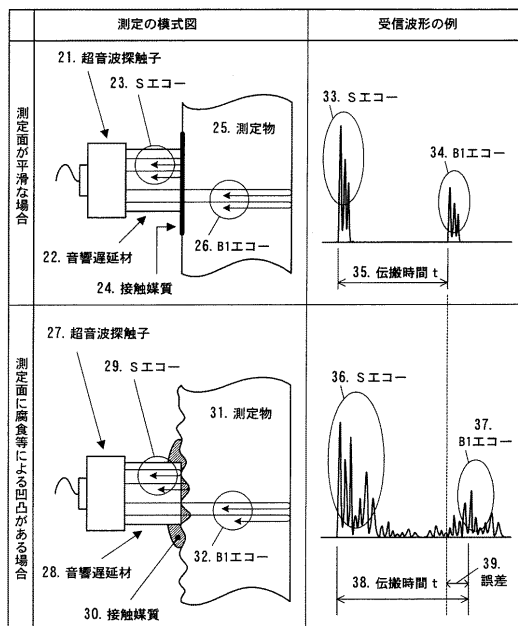 測定の模式図
受信波形の例
測定面が平滑な場合
21. 超音波探触子
23. Sエコー
25. 測定物
22. 音響遅延材
26. B1エコー
24. 接触媒質
33. Sエコー
34. B1エコー
35. 伝搬時間 t
測定面に腐食等による凹凸がある場合
27. 超音波探触子
29. Sエコー
31. 測定物
28. 音響遅延材
32. B1エコー
30. 接触媒質
36. Sエコー
37.
B1エコー
38. 伝搬時間 t
39.
誤差